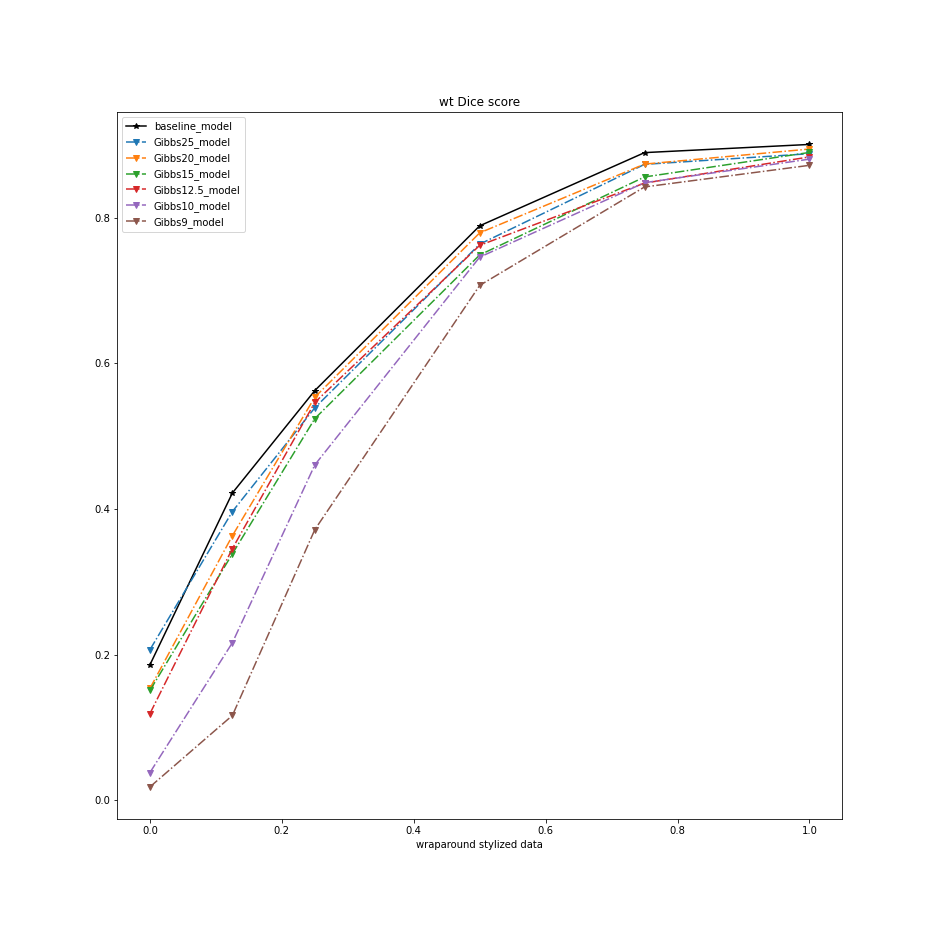 wt Dice score
baseline_model
Gibbs25_model
Gibbs20_model
Gibbs15_model
Gibbs12.5_model
Gibbs10_model
Gibbs9_model
0.8
0.6
0.4
0.2
0.0
0.0 0.2 0.4 0.6 0.8 1.0
wraparound stylized data